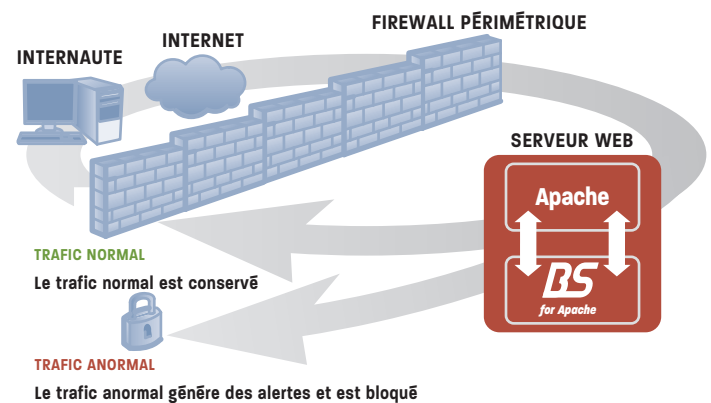 FIREWALL PÉRIMÉTRIQUE
INTERNET
INTERNAUTE
SERVEUR WEB
Apache
BS
for Apache
TRAFIC NORMAL
Le trafic normal est conservé
TRAFIC ANORMAL
Le trafic anormal génére des alertes et est bloqué